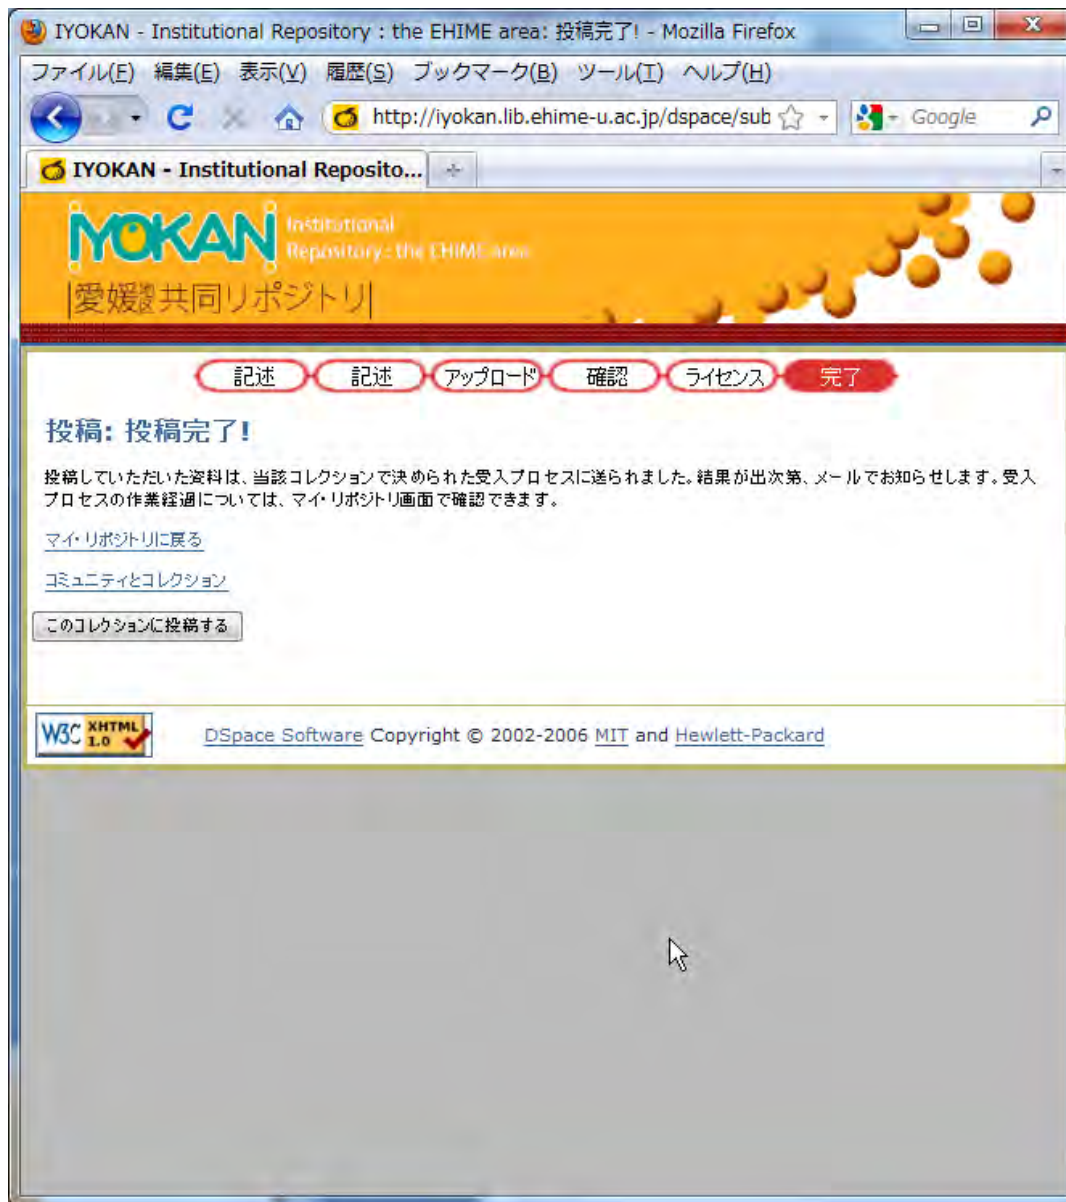 IYOKAN - Institutional Repository : the EHIME area: 投稿完了! - Mozilla Firefox
ファイル(F) 編集(E) 表示(V) 履歴(S) ブックマーク(B) ツール(T) ヘルプ(H)
http://iyokan.lib.ehime-u.ac.jp/dspace/sub Google
IYOKAN - Institutional Reposito...
IYOKAN Institutional
Repository : the EHIME area
|愛媛地区共同リポジトリ|
記述 記述 アップロード 確認 ライセンス 完了
投稿: 投稿完了!
投稿していただいた資料は、当該コレクションで決められた受入プロセスに送られました。結果が出次第、メールでお知らせします。受入
プロセスの作業経過については、マイ・リポジトリ画面で確認できます。
マイ・リポジトリに戻る
コミュニティとコレクション
このコレクションに投稿する
W3C XHTML 1.0
DSpace Software Copyright © 2002-2006 MIT and Hewlett-Packard